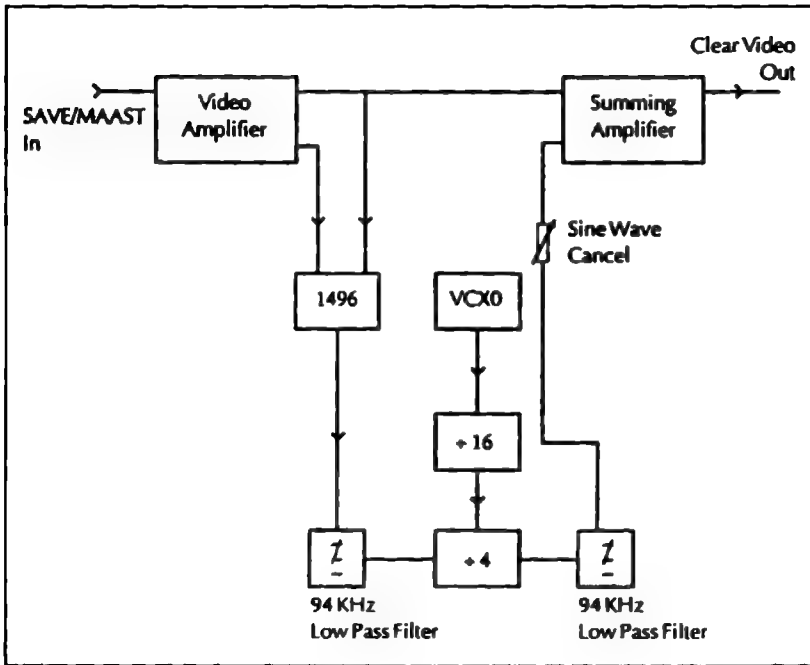 Clear Video
Out
SAVE/MAAST
In
Video
Amplifier
Summing
Amplifier
Sine Wave
Cancel
1496
VCX0
÷ 16
÷ 4
94 KHz
Low Pass Filter
94 KHz
Low Pass Filter